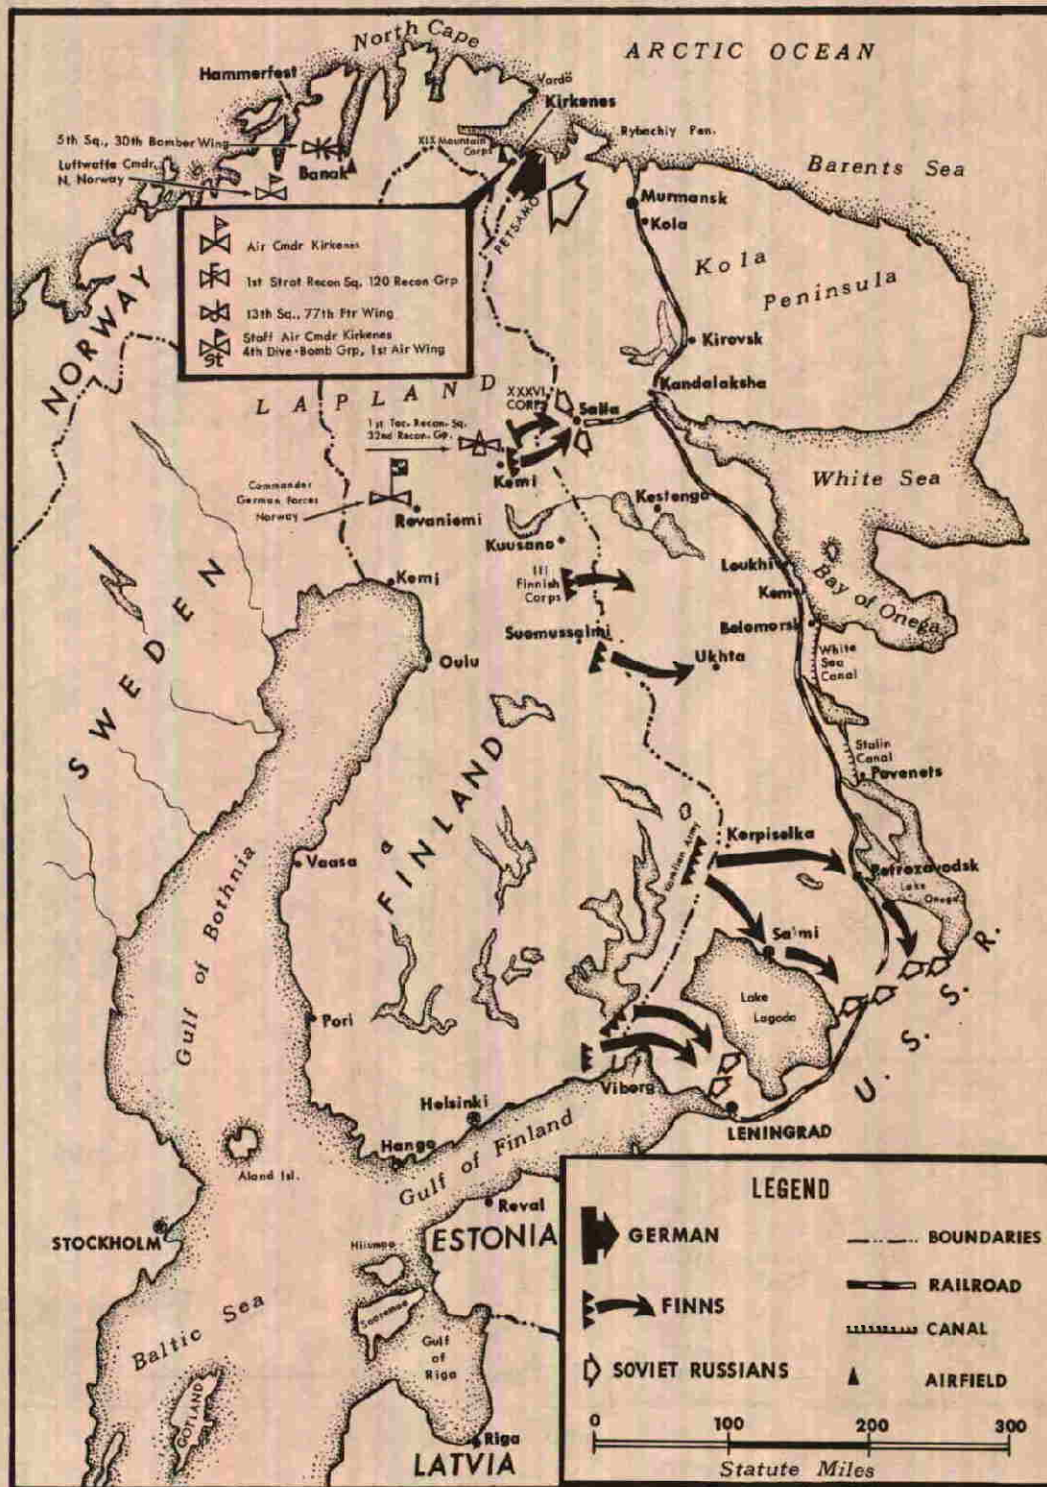 North Cape
ARCTIC OCEAN
Hammerfest
Vardö
Kirkenes
5th Sq., 30th Bomber Wing
XIX Mountain
Corps
Rybachiy Pen.
Luftwaffe Cmdr,
N. Norway
Banak
Barents Sea
Murmansk
Kola
PETSAMO
Air Cmdr Kirkenes
1st Strat Recon Sq, 120 Recon Grp
13th Sq., 77th Ftr Wing
Staff Air Cmdr Kirkenes
4th Dive-Bomb Grp, 1st Air Wing
St
Kola
Peninsula
NORWAY
Kirovsk
LAPLAND
XXXVI
CORPS
Kandalaksha
Salla
1st Tac. Recon. Sq.
32nd Recon. Gp.
Kemi
White Sea
Commander
German Forces
Norway
Rovaniemi
Kestenga
Kuusano
Loukhi
Kemi
III
Finnish
Corps
Kem
Bay of Onega
Belomorsk
Suomussalmi
SWEDEN
Oulu
Ukhta
White
Sea
Canal
Stalin
Canal
Povenets
FINLAND
Karelian Army
Korpiselka
Vaasa
Petrozavodsk
Lake
Onega
Gulf of Bothnia
Salmi
U. S. S. R.
Lake
Lagoda
Pori
Viborg
Helsinki
LENINGRAD
Hango
Gulf of Finland
Aland Isl.
Reval
STOCKHOLM
ESTONIA
Hiiumaa
Saaremaa
Baltic Sea
Gulf
of
Riga
GOTLAND
Riga
LATVIA
LEGEND
GERMAN
BOUNDARIES
RAILROAD
FINNS
CANAL
SOVIET RUSSIANS
AIRFIELD
0 100 200 300
Statute Miles